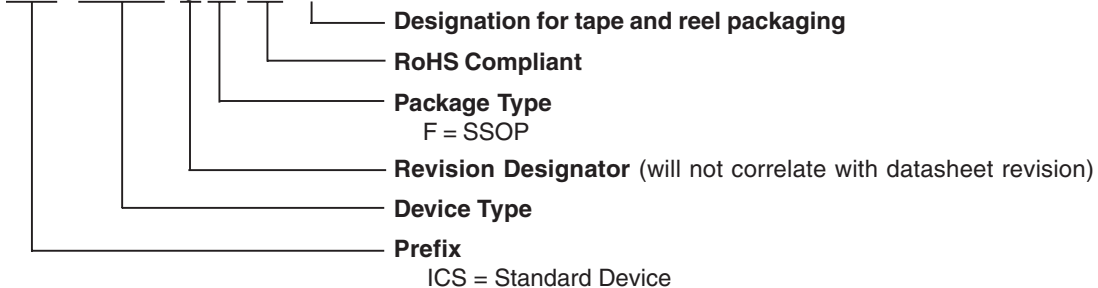 Designation for tape and reel packaging
RoHS Compliant
Package Type
F = SSOP
Revision Designator (will not correlate with datasheet revision)
Device Type
Prefix
ICS = Standard Device